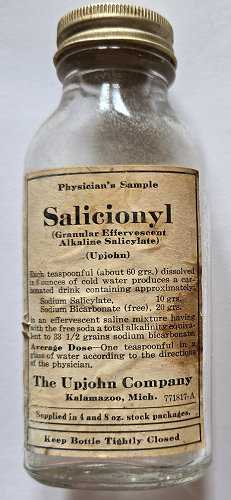 Physician's Sample
Salicionyl
(Granular Effervescent
Alkaline Salicylate)
(Upjohn)
Each teaspoonful (about 60 grs.) dissolved
in 6 ounces of cold water produces a car-
bonated drink containing approximately:
Sodium Salicylate, 10 grs.
Sodium Bicarbonate (free), 20 grs.
in an effervescent saline mixture having
with the free soda a total alkalinity equiva-
lent to 33 1/2 grains sodium bicarbonate.
Average Dose—One teaspoonful in a
glass of water according to the directions
of the physician.
The Upjohn Company
Kalamazoo, Mich. 771817-A
Supplied in 4 and 8 oz. stock packages.
Keep Bottle Tightly Closed